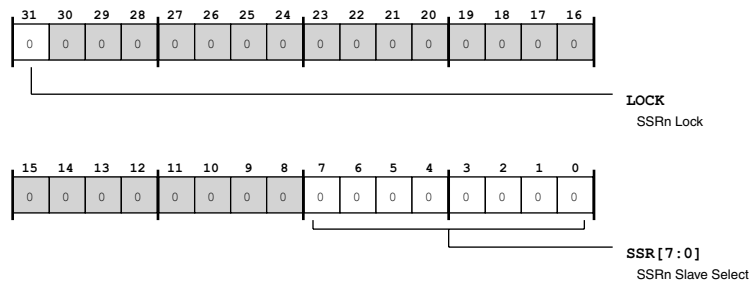 31 30 29 28 27 26 25 24 23 22 21 20 19 18 17 16
0 0 0 0 0 0 0 0 0 0 0 0 0 0 0 0
LOCK
SSRn Lock
15 14 13 12 11 10 9 8 7 6 5 4 3 2 1 0
0 0 0 0 0 0 0 0 0 0 0 0 0 0 0 0
SSR[7:0]
SSRn Slave Select